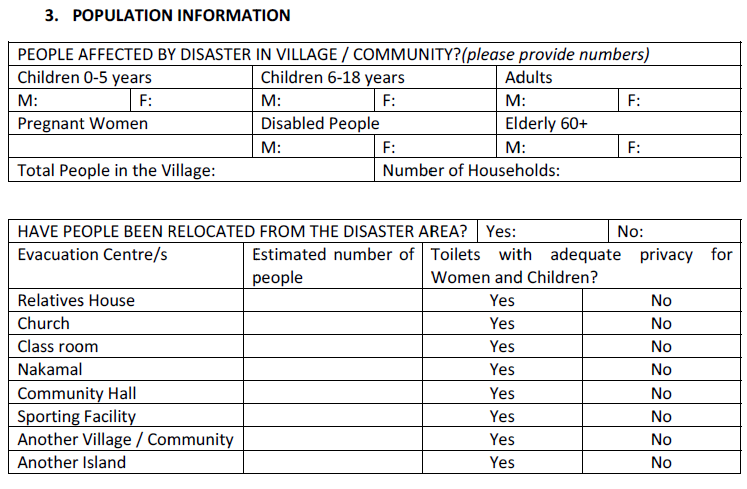 3. POPULATION INFORMATION
PEOPLE AFFECTED BY DISASTER IN VILLAGE / COMMUNITY?(please provide numbers)
Children 0-5 years Children 6-18 years Adults
M: F: M: F: M: F:
Pregnant Women Disabled People Elderly 60+
M: F: M: F:
Total People in the Village: Number of Households:
HAVE PEOPLE BEEN RELOCATED FROM THE DISASTER AREA? Yes: No:
Evacuation Centre/s Estimated number of people Toilets with adequate privacy for Women and Children?
Relatives House Yes No
Church Yes No
Class room Yes No
Nakamal Yes No
Community Hall Yes No
Sporting Facility Yes No
Another Village / Community Yes No
Another Island Yes No